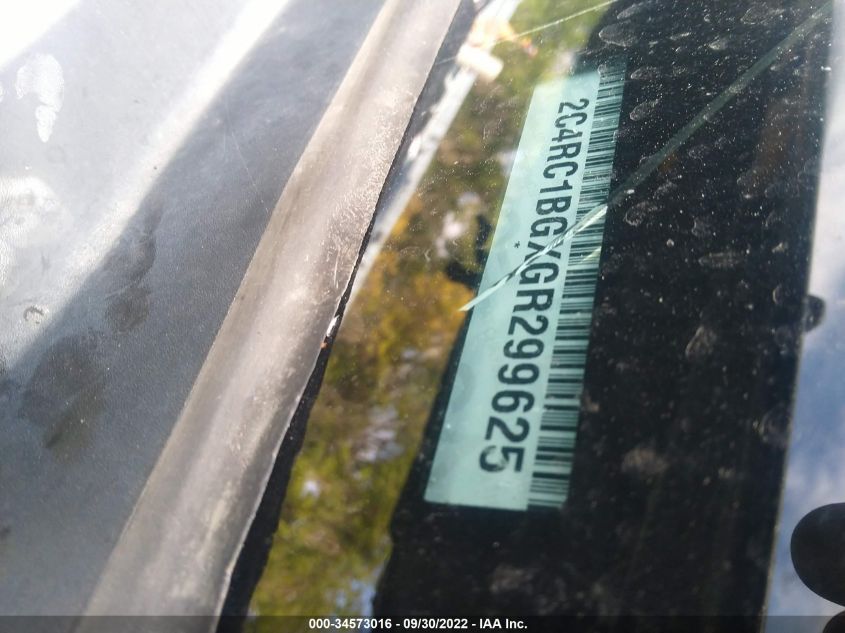 2C4RC1BGXGR299625
*
000-34573016 - 09/30/2022 - IAA Inc.